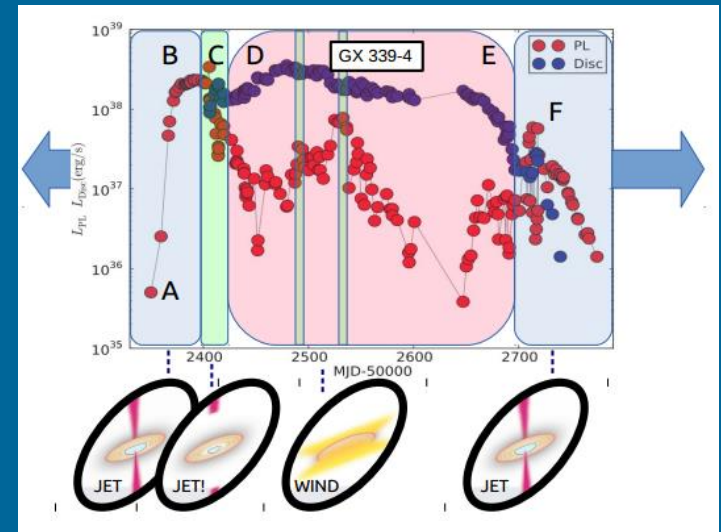 10^39
10^38
10^37
10^36
10^35
L_PL L_Disc(erg/s)
B
C
D
GX 339-4
E
PL
Disc
F
A
2400
2500
2600
2700
MJD-50000
JET
JET!
WIND
JET